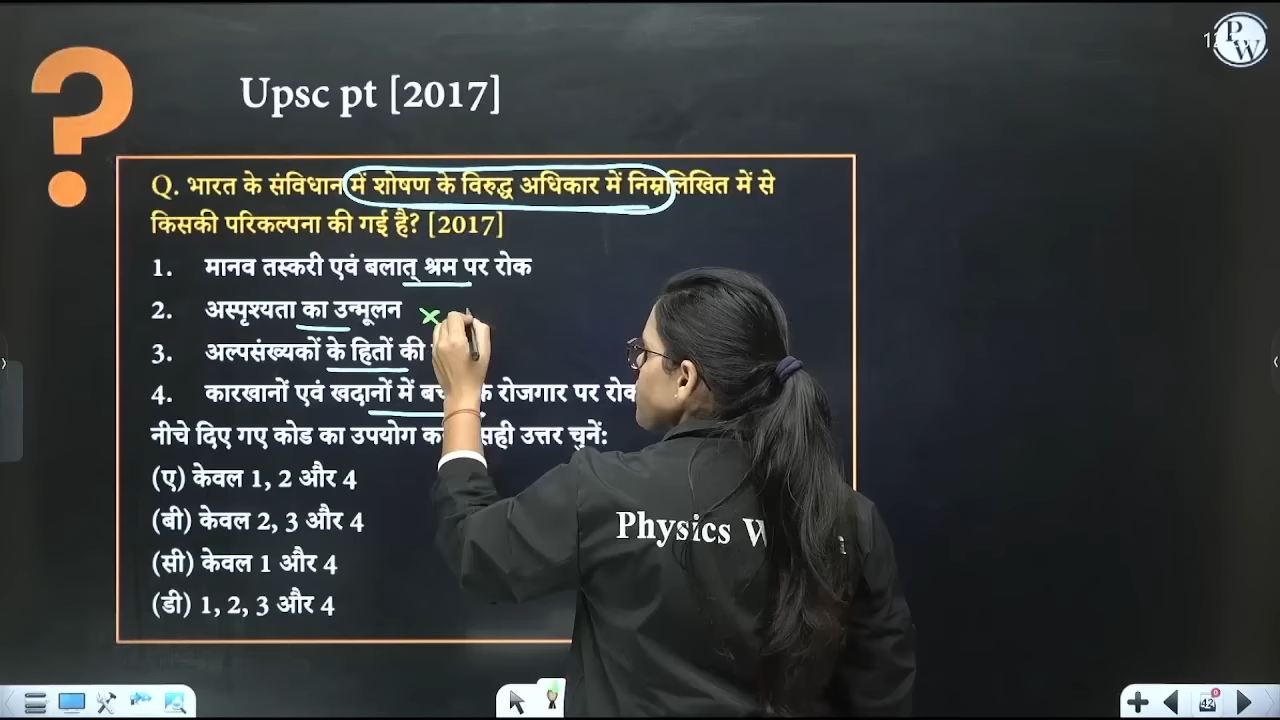 PW
Upsc pt [2017]
Q. भारत के संविधान में शोषण के विरुद्ध अधिकार में निम्नलिखित में से
किसकी परिकल्पना की गई है? [2017]
1. मानव तस्करी एवं बलात् श्रम पर रोक
2. अस्पृश्यता का उन्मूलन
3. अल्पसंख्यकों के हितों की
4. कारखानों एवं खदानों में के रोजगार पर रोक
नीचे दिए गए कोड का उपयोग सही उत्तर चुनें:
(ए) केवल 1, 2 और 4
(बी) केवल 2, 3 और 4
(सी) केवल 1 और 4
(डी) 1, 2, 3 और 4
Physics
42